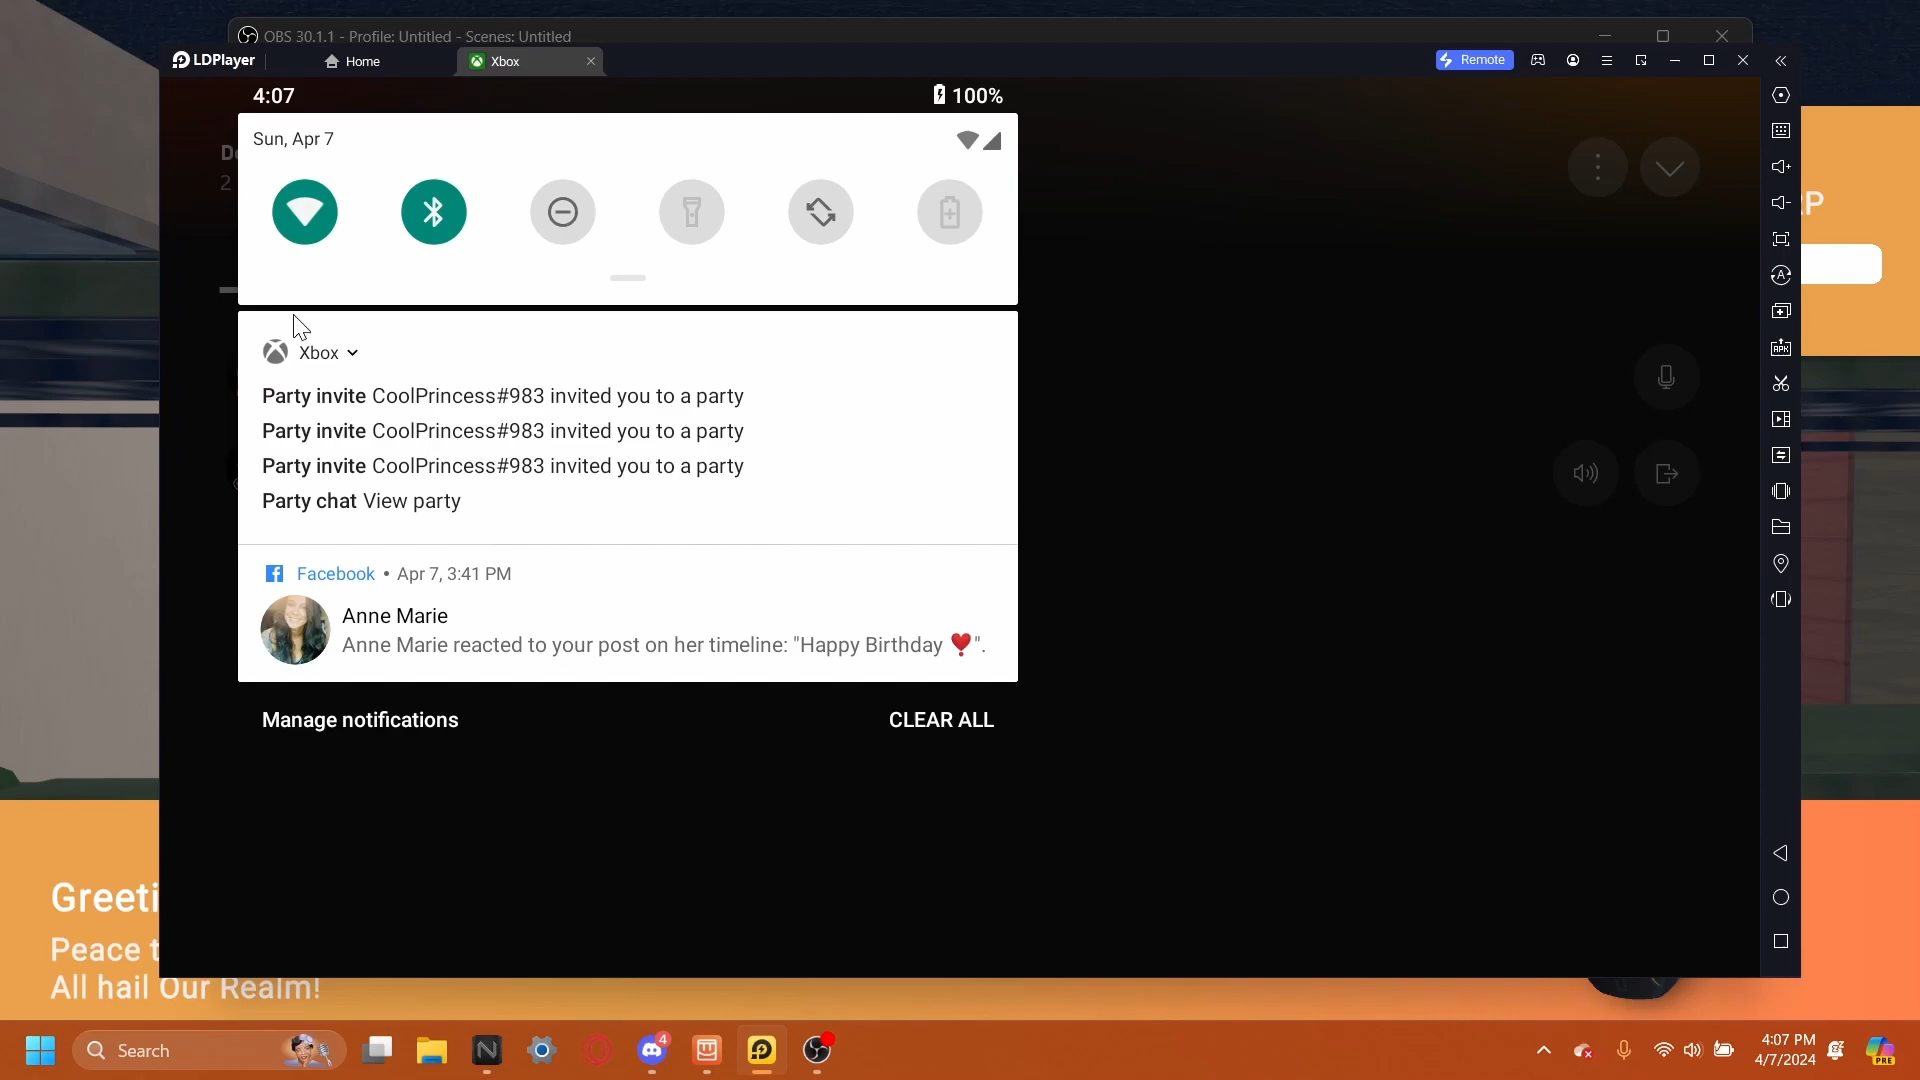 OBS 30.1.1 - Profile: Untitled - Scenes: Untitled
LDPlayer
Home
Xbox
Remote
4:07
100%
Sun, Apr 7
Xbox
Party invite CoolPrincess#983 invited you to a party
Party invite CoolPrincess#983 invited you to a party
Party invite CoolPrincess#983 invited you to a party
Party chat View party
Facebook • Apr 7, 3:41 PM
Anne Marie
Anne Marie reacted to your post on her timeline: "Happy Birthday ❣️".
Manage notifications
CLEAR ALL
Greeti
Peace t
All hail Our Realm!
Search
4
4:07 PM
4/7/2024
PRE